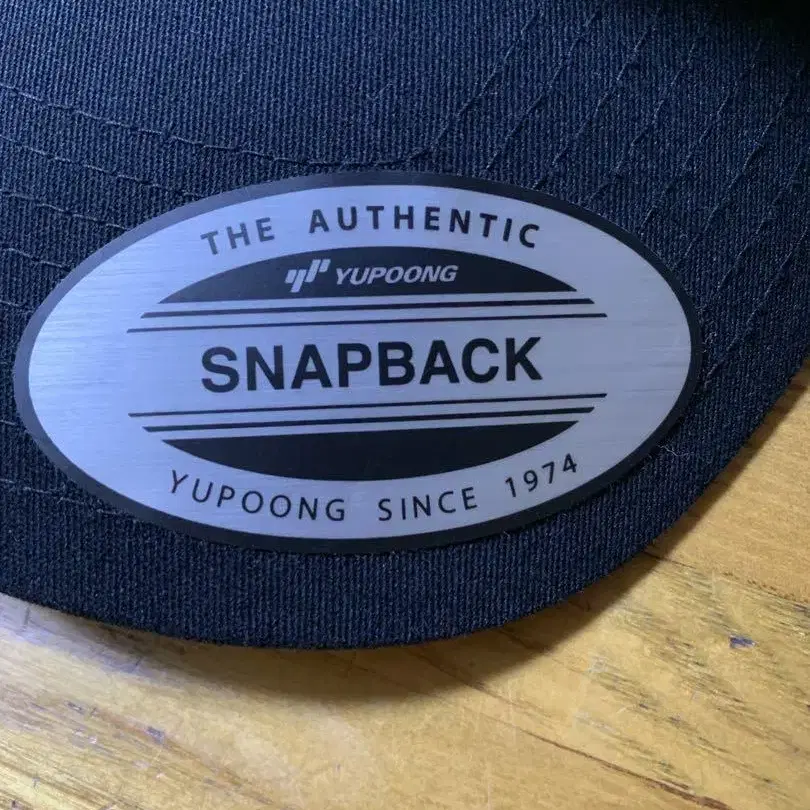 THE AUTHENTIC
YUPOONG
SNAPBACK
YUPOONG SINCE 1974